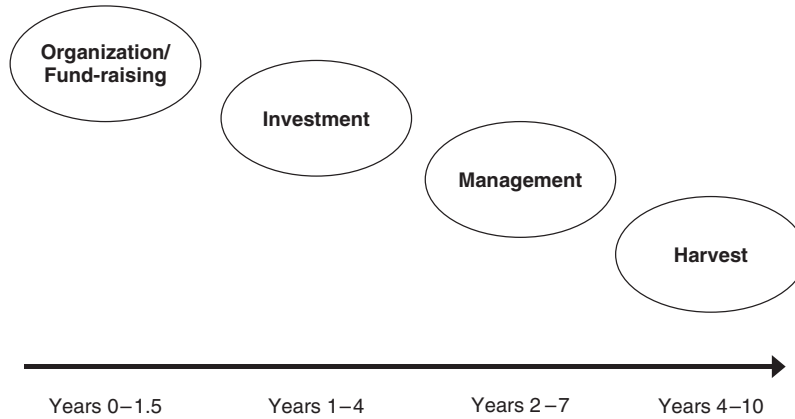 Organization/
Fund-raising
Investment
Management
Harvest
Years 0–1.5
Years 1–4
Years 2–7
Years 4–10